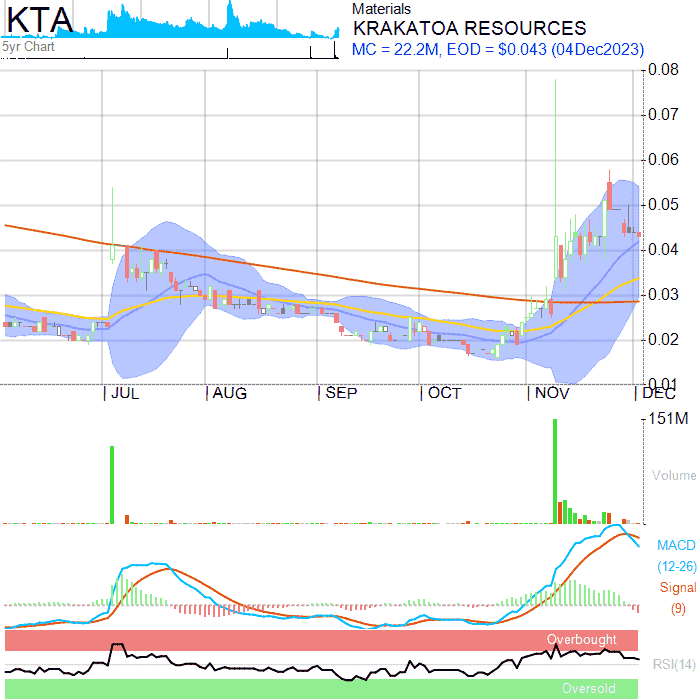 KTA
Materials
KRAKATOA RESOURCES
5yr Chart
MC = 22.2M, EOD = $0.043 (04Dec2023)
0.08
0.07
0.06
0.05
0.04
0.03
0.02
0.01
JUL AUG SEP OCT NOV DEC
151M
Volume
MACD
(12-26)
Signal
(9)
Overbought
RSI(14)
Oversold